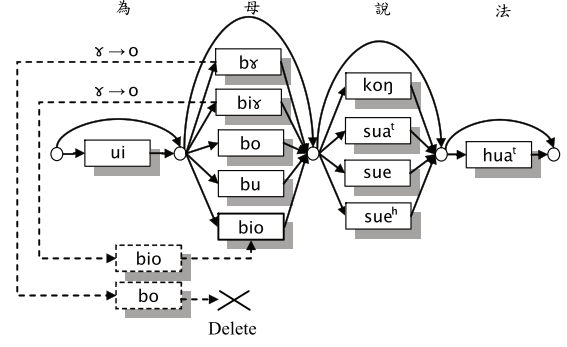 為 母 說 法
ɤ → o
bɤ
koŋ
ɤ → o
biɤ
suaᵗ
bo
ui
huaᵗ
sue
bu
sueʰ
bio
bio
bo
Delete